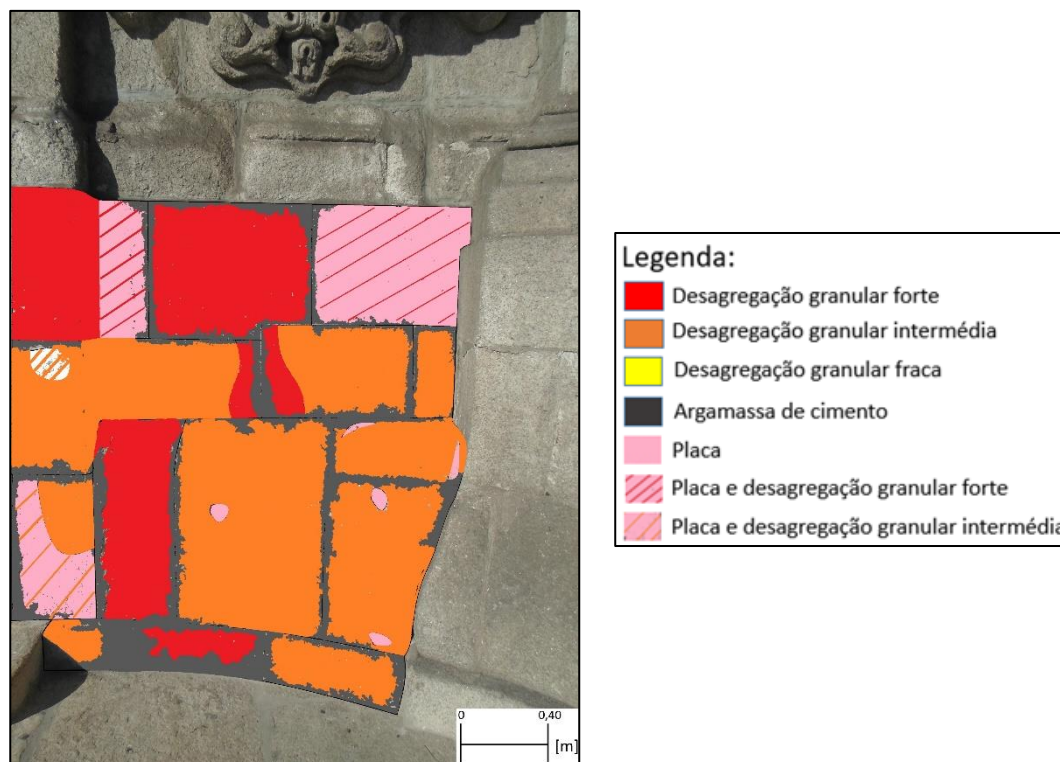 Legenda:
Desagregação granular forte
Desagregação granular intermédia
Desagregação granular fraca
Argamassa de cimento
Placa
Placa e desagregação granular forte
Placa e desagregação granular intermédia
0 0,40
[m]